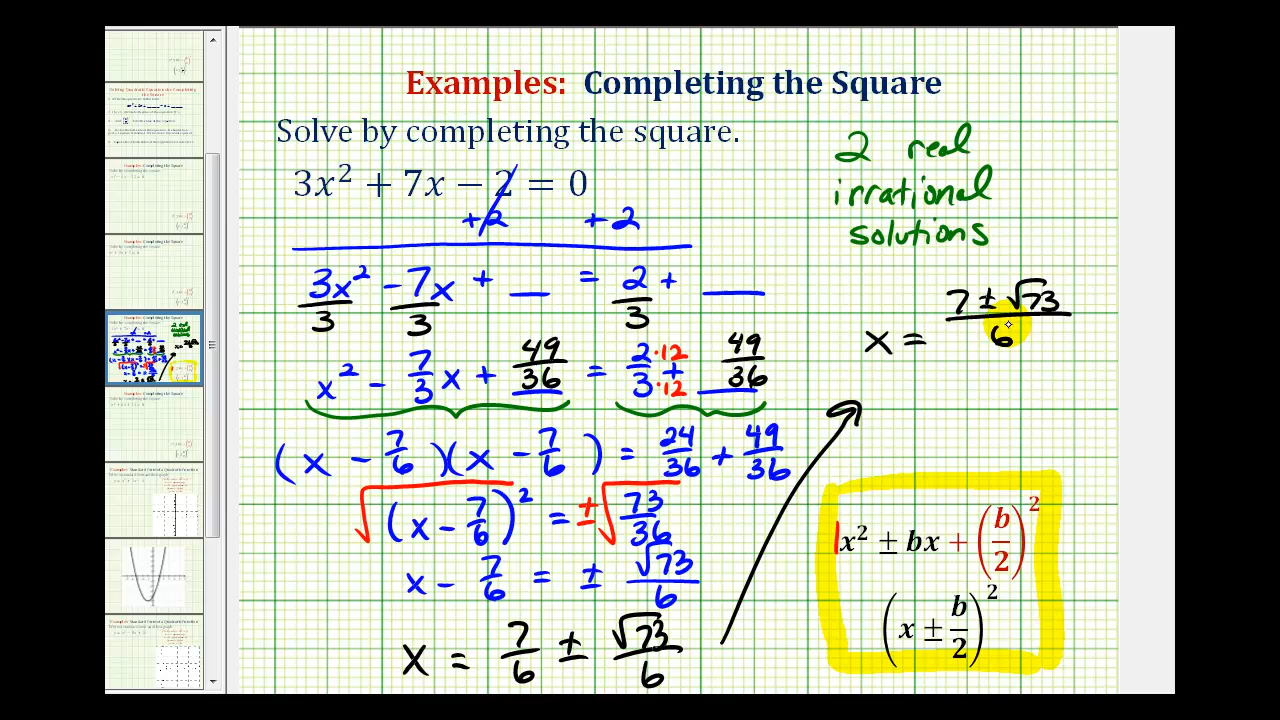 Examples: Completing the Square
Solve by completing the square.
3x² + 7x − 2 = 0
+2 +2
3x² − 7x + __ = 2 + __
3 3 3
x² − 7/3 x + 49/36 = 2·12/3·12 + 49/36
(x − 7/6)(x − 7/6) = 24/36 + 49/36
√(x − 7/6)² = ±√73/36
x − 7/6 = ± √73/6
x = 7/6 ± √73/6
2 real
irrational
solutions
x = 7 ± √73
6
1x² ± bx + (b/2)²
(x ± b/2)²